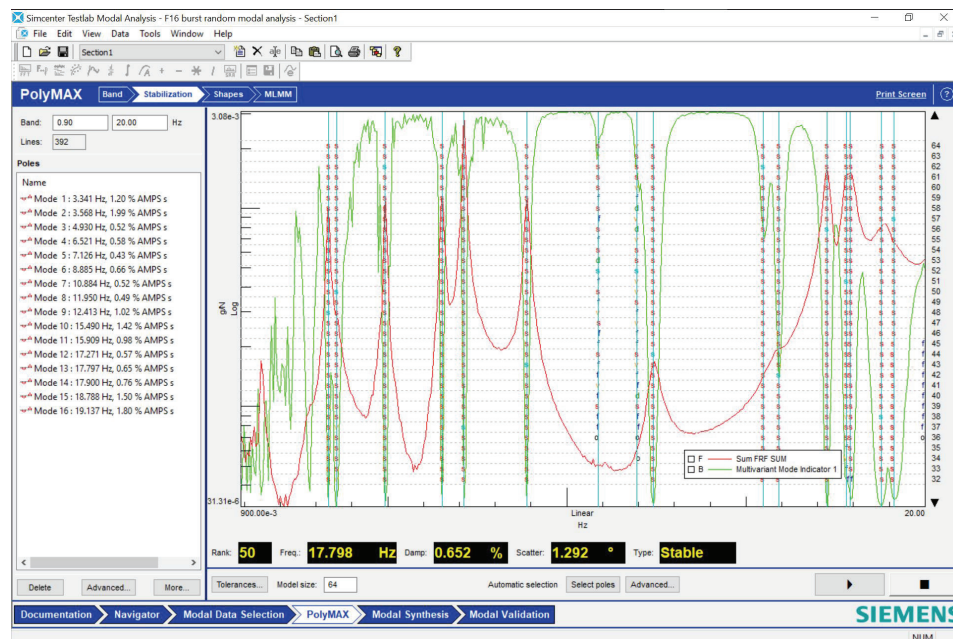 Simcenter Testlab Modal Analysis - F16 burst random modal analysis - Section1
File Edit View Data Tools Window Help
Section1
PolyMAX Band Stabilization Shapes MLMM Print Screen
Band: 0.90 20.00 Hz
Lines: 392
Poles
Name
Mode 1 : 3.341 Hz, 1.20 % AMPS s
Mode 2 : 3.568 Hz, 1.99 % AMPS s
Mode 3 : 4.930 Hz, 0.52 % AMPS s
Mode 4 : 6.521 Hz, 0.58 % AMPS s
Mode 5 : 7.126 Hz, 0.43 % AMPS s
Mode 6 : 8.885 Hz, 0.66 % AMPS s
Mode 7 : 10.884 Hz, 0.52 % AMPS s
Mode 8 : 11.950 Hz, 0.49 % AMPS s
Mode 9 : 12.413 Hz, 1.02 % AMPS s
Mode 10 : 15.490 Hz, 1.42 % AMPS s
Mode 11 : 15.909 Hz, 0.98 % AMPS s
Mode 12 : 17.271 Hz, 0.57 % AMPS s
Mode 13 : 17.797 Hz, 0.65 % AMPS s
Mode 14 : 17.900 Hz, 0.76 % AMPS s
Mode 15 : 18.788 Hz, 1.50 % AMPS s
Mode 16 : 19.137 Hz, 1.80 % AMPS s
Delete Advanced... More...
3.08e-3
g/N
Log
31.31e-6
900.00e-3 Linear 20.00
Hz
64
63
62
61
60
59
58
57
56
55
54
53
52
51
50
49
48
47
46
45
44
43
42
41
40
39
38
37
36
35
34
33
32
F Sum FRF SUM
B Multivariant Mode Indicator 1
Rank: 50 Freq.: 17.798 Hz Damp: 0.652 % Scatter: 1.292 ° Type: Stable
Tolerances... Model size: 64 Automatic selection Select poles Advanced...
Documentation Navigator Modal Data Selection PolyMAX Modal Synthesis Modal Validation SIEMENS
NUM